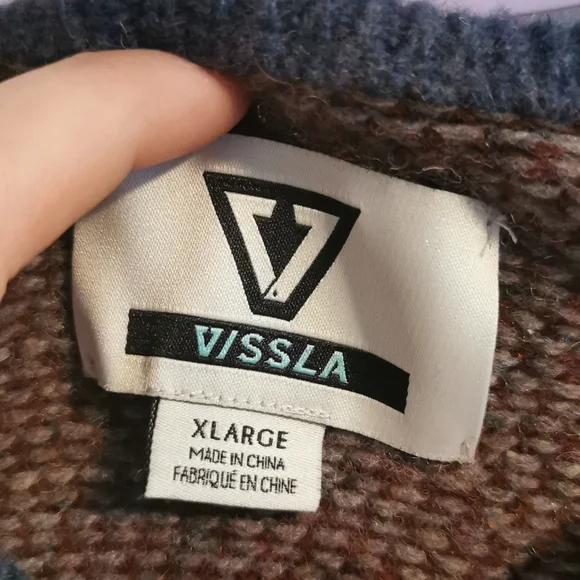 VISSLA
XLARGE
MADE IN CHINA
FABRIQUÉ EN CHINE